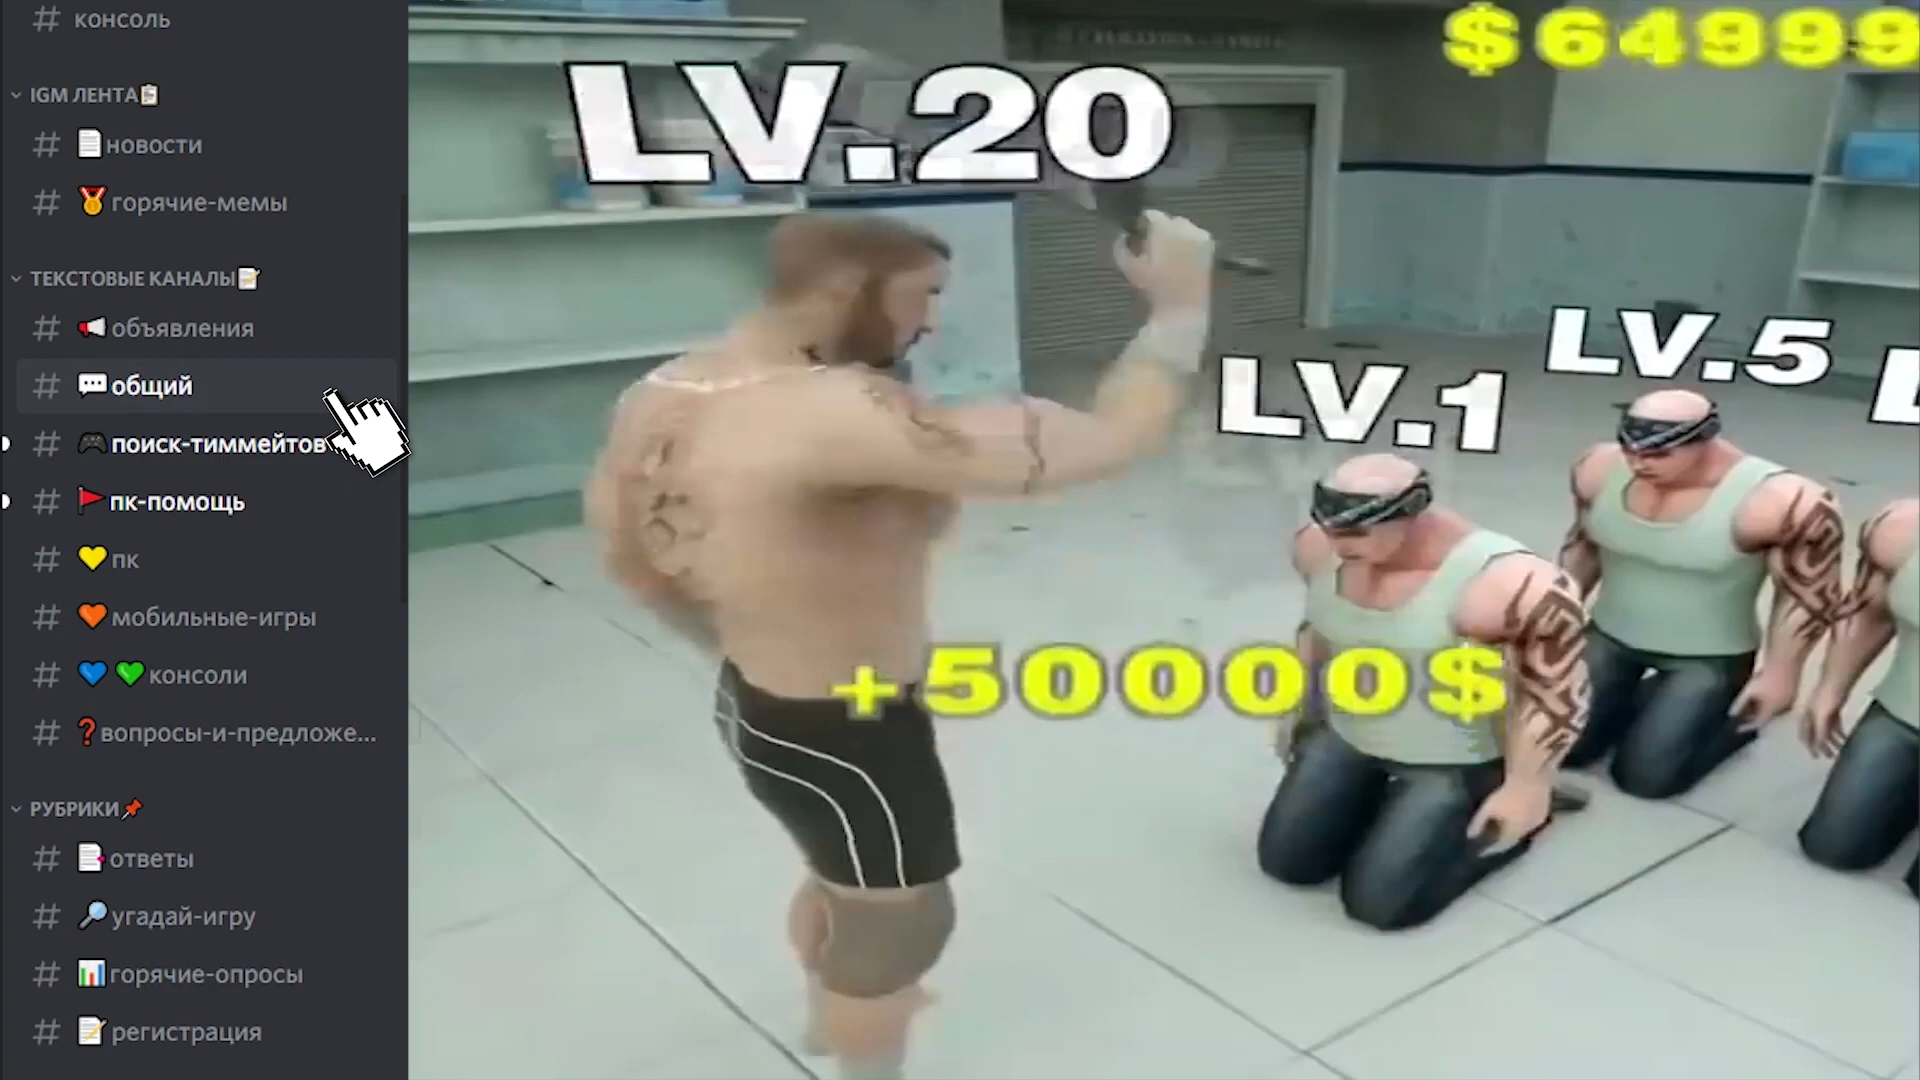 консоль
IGM ЛЕНТА
новости
горячие-мемы
ТЕКСТОВЫЕ КАНАЛЫ
объявления
общий
поиск-тиммейтов
пк-помощь
пк
мобильные-игры
консоли
вопросы-и-предложе...
РУБРИКИ
ответы
угадай-игру
горячие-опросы
регистрация
$64999
LV.20
LV.5
LV.1
+50000$